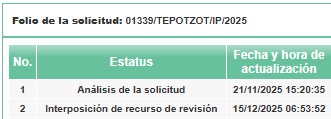 Folio de la solicitud: 01339/TEPOTZOT/IP/2025
No. Estatus Fecha y hora de actualización
1 Análisis de la solicitud 21/11/2025 15:20:35
2 Interposición de recurso de revisión 15/12/2025 06:53:52